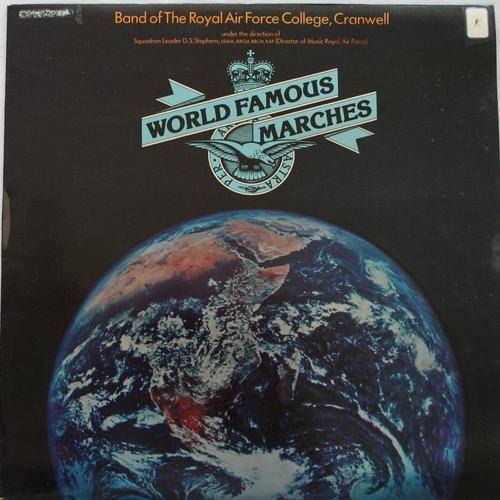 Band of The Royal Air Force College, Cranwell
under the direction of
Squadron Leader D. S. Stephens, LRAM, ARCM, BBCM, RAF (Director of Music Royal Air Force)
WORLD FAMOUS
MARCHES
PER
ASTRA
K